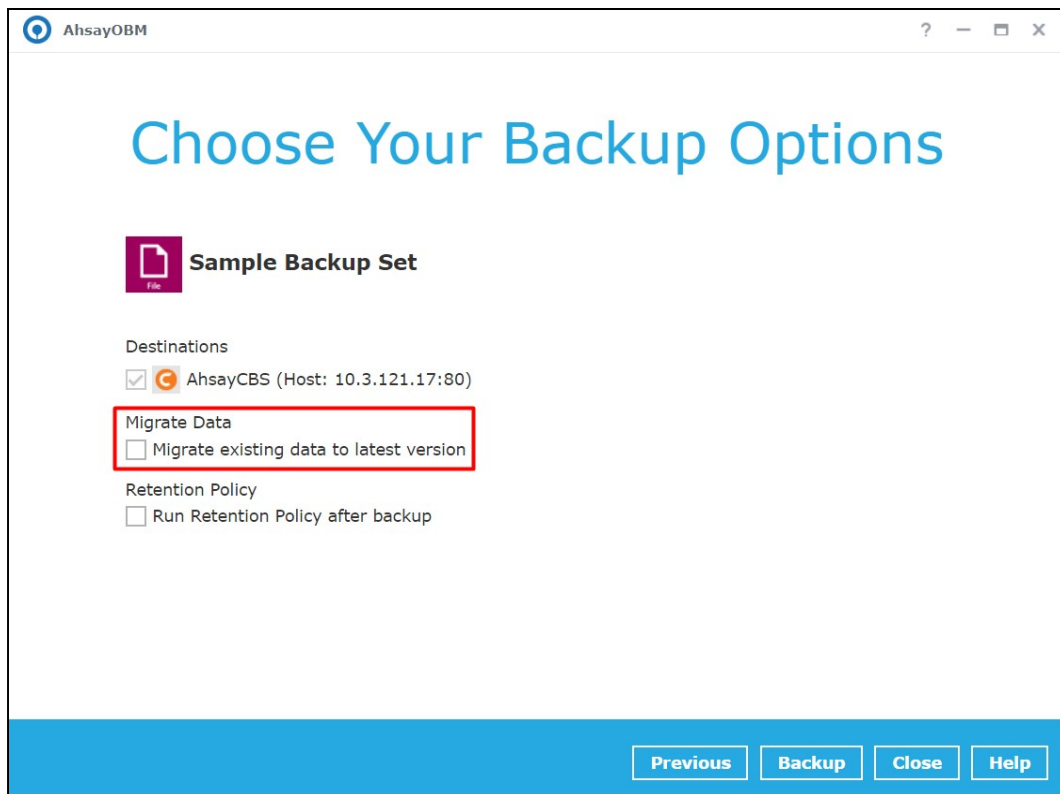 AhsayOBM
?
Choose Your Backup Options
File
Sample Backup Set
Destinations
AhsayCBS (Host: 10.3.121.17:80)
Migrate Data
Migrate existing data to latest version
Retention Policy
Run Retention Policy after backup
Previous Backup Close Help